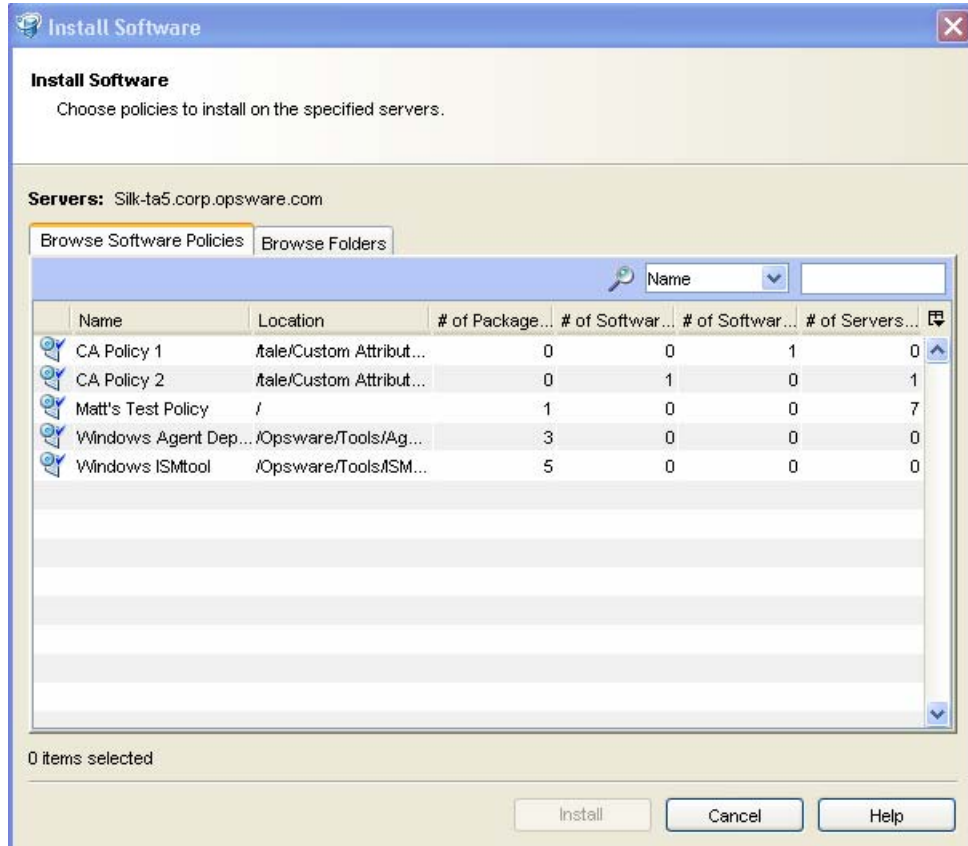 Install Software
Install Software
Choose policies to install on the specified servers.
Servers: Silk-ta5.corp.opsware.com
Browse Software Policies Browse Folders
Name
Name Location # of Package... # of Softwar... # of Softwar... # of Servers...
CA Policy 1 /tale/Custom Attribut... 0 0 1 0
CA Policy 2 /tale/Custom Attribut... 0 1 0 1
Matt's Test Policy / 1 0 0 7
Windows Agent Dep... /Opsware/Tools/Ag... 3 0 0 0
Windows ISMtool /Opsware/Tools/ISM... 5 0 0 0
0 items selected
Install Cancel Help